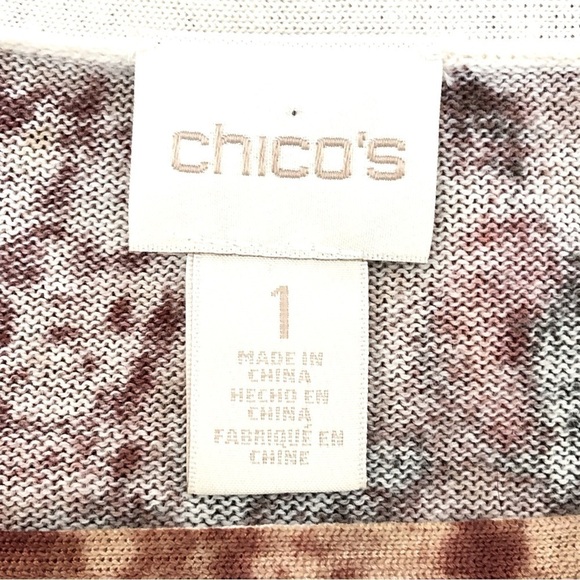 chico's
1
MADE IN
CHINA
HECHO EN
CHINA
FABRIQUÉ EN
CHINE